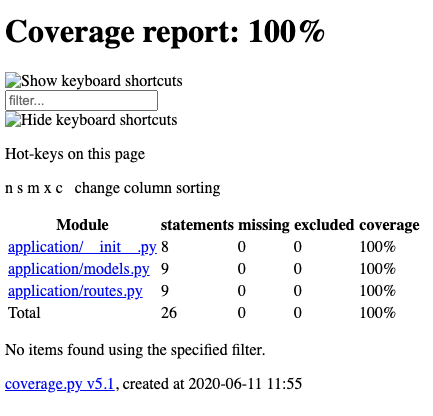 Coverage report: 100%
Show keyboard shortcuts
filter...
Hide keyboard shortcuts
Hot-keys on this page
n s m x c change column sorting
Module statements missing excluded coverage
application/__init__.py 8 0 0 100%
application/models.py 9 0 0 100%
application/routes.py 9 0 0 100%
Total 26 0 0 100%
No items found using the specified filter.
coverage.py v5.1, created at 2020-06-11 11:55